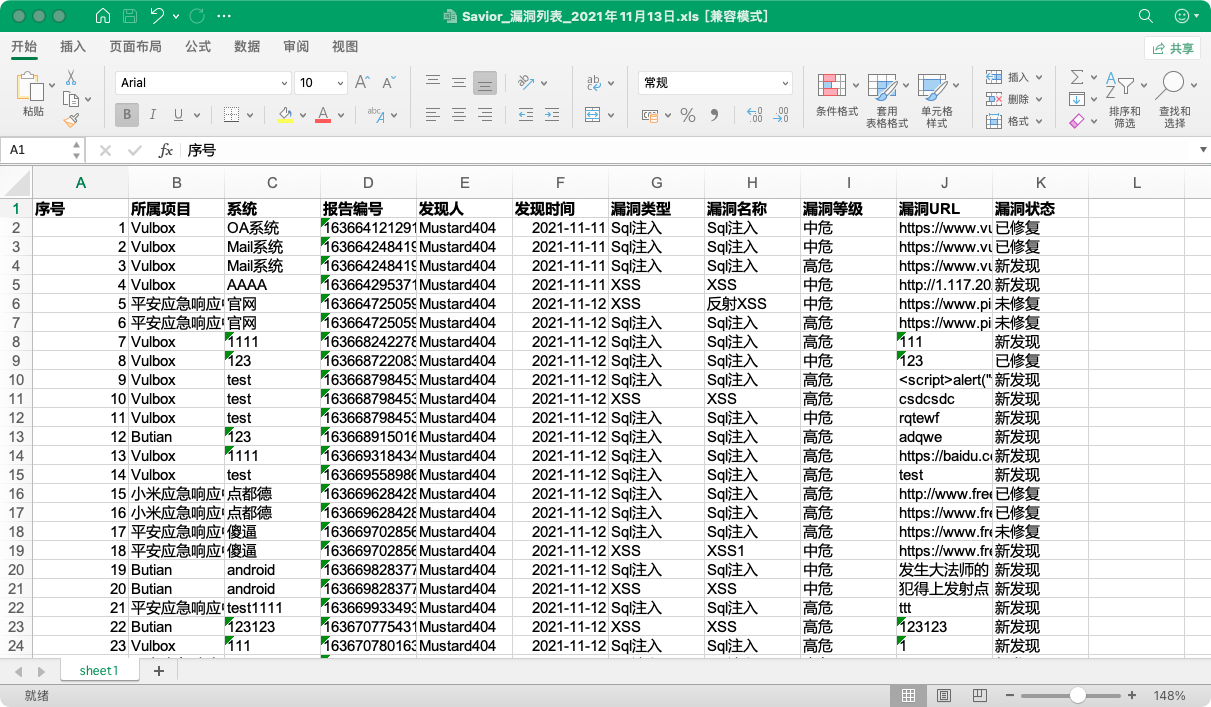 Savior_漏洞列表_2021年11月13日.xls [兼容模式]
开始 插入 页面布局 公式 数据 审阅 视图 共享
粘贴 Arial 10 常规 条件格式 套用 表格格式 单元格 样式 插入 删除 格式 排序和 筛选 查找和 选择
A1 fx 序号
A B C D E F G H I J K L
1 序号 所属项目 系统 报告编号 发现人 发现时间 漏洞类型 漏洞名称 漏洞等级 漏洞URL 漏洞状态
2 1 Vulbox OA系统 163664121291 Mustard404 2021-11-11 Sql注入 Sql注入 中危 https://www.vu 已修复
3 2 Vulbox Mail系统 163664248419 Mustard404 2021-11-11 Sql注入 Sql注入 中危 https://www.vu 已修复
4 3 Vulbox Mail系统 163664248419 Mustard404 2021-11-11 Sql注入 Sql注入 高危 https://www.vu 新发现
5 4 Vulbox AAAA 163664295371 Mustard404 2021-11-11 XSS XSS 中危 http://1.117.20 新发现
6 5 平安应急响应 官网 163664725059 Mustard404 2021-11-12 XSS 反射XSS 中危 https://www.pi 未修复
7 6 平安应急响应 官网 163664725059 Mustard404 2021-11-12 Sql注入 Sql注入 高危 https://www.pi 未修复
8 7 Vulbox 1111 163668242278 Mustard404 2021-11-12 Sql注入 Sql注入 高危 111 新发现
9 8 Vulbox 123 163668722083 Mustard404 2021-11-12 Sql注入 Sql注入 中危 123 已修复
10 9 Vulbox test 163668798453 Mustard404 2021-11-12 Sql注入 Sql注入 高危 <script>alert(" 新发现
11 10 Vulbox test 163668798453 Mustard404 2021-11-12 XSS XSS 高危 csdcsdc 新发现
12 11 Vulbox test 163668798453 Mustard404 2021-11-12 Sql注入 Sql注入 中危 rqtewf 新发现
13 12 Butian 123 163668915016 Mustard404 2021-11-12 Sql注入 Sql注入 高危 adqwe 新发现
14 13 Vulbox 1111 163669318434 Mustard404 2021-11-12 Sql注入 Sql注入 高危 https://baidu.c 新发现
15 14 Vulbox test 163669558986 Mustard404 2021-11-12 Sql注入 Sql注入 高危 test 新发现
16 15 小米应急响应 点都德 163669628428 Mustard404 2021-11-12 Sql注入 Sql注入 高危 http://www.free 已修复
17 16 小米应急响应 点都德 163669628428 Mustard404 2021-11-12 Sql注入 Sql注入 高危 https://www.fre 已修复
18 17 平安应急响应 傻逼 163669702856 Mustard404 2021-11-12 Sql注入 Sql注入 高危 https://www.fre 未修复
19 18 平安应急响应 傻逼 163669702856 Mustard404 2021-11-12 XSS XSS1 中危 https://www.fre 新发现
20 19 Butian android 163669828377 Mustard404 2021-11-12 Sql注入 Sql注入 中危 发生大法师的 新发现
21 20 Butian android 163669828377 Mustard404 2021-11-12 XSS XSS 中危 犯得上发射点 新发现
22 21 平安应急响应 test1111 163669933493 Mustard404 2021-11-12 Sql注入 Sql注入 高危 ttt 新发现
23 22 Butian 123123 163670775431 Mustard404 2021-11-12 XSS XSS 高危 123123 新发现
24 23 Vulbox 111 163670780163 Mustard404 2021-11-12 Sql注入 Sql注入 高危 1 新发现
sheet1
就绪 148%